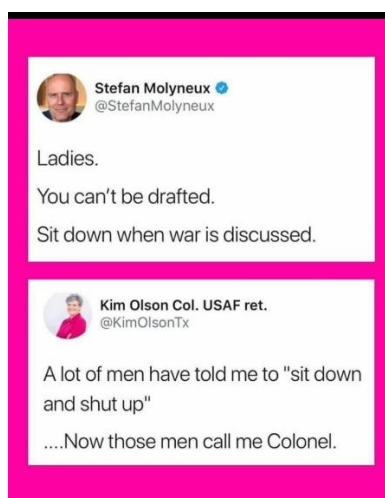 Stefan Molyneux
@StefanMolyneux
Ladies.
You can't be drafted.
Sit down when war is discussed.
Kim Olson Col. USAF ret.
@KimOlsonTx
A lot of men have told me to "sit down
and shut up"
....Now those men call me Colonel.